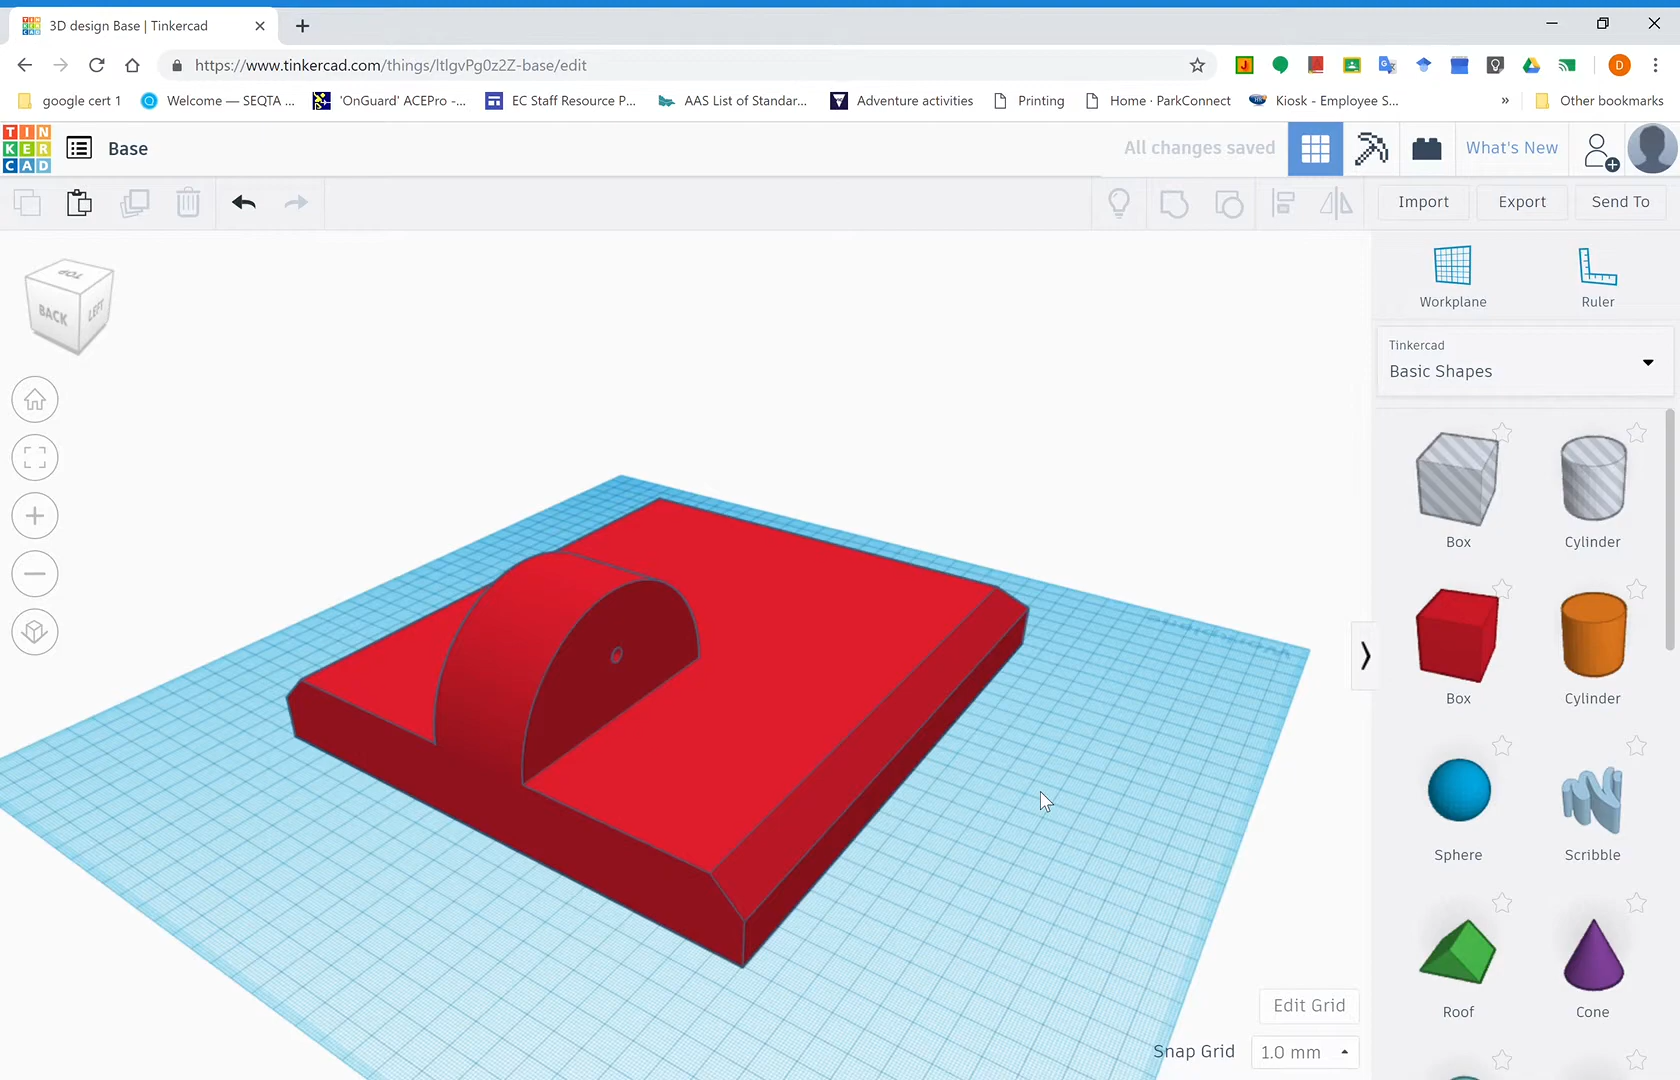 3D design Base | Tinkercad
https://www.tinkercad.com/things/ltlgvPg0z2Z-base/edit
google cert 1
Welcome — SEQTA ...
'OnGuard' ACEPro -...
EC Staff Resource P...
AAS List of Standar...
Adventure activities
Printing
Home · ParkConnect
Kiosk - Employee S...
»
Other bookmarks
D
TIN
KER
CAD
Base
All changes saved
What's New
Import
Export
Send To
TOP
BACK
LEFT
Workplane
Ruler
Tinkercad
Basic Shapes
Box
Cylinder
Box
Cylinder
Sphere
Scribble
Roof
Cone
Edit Grid
Snap Grid
1.0 mm